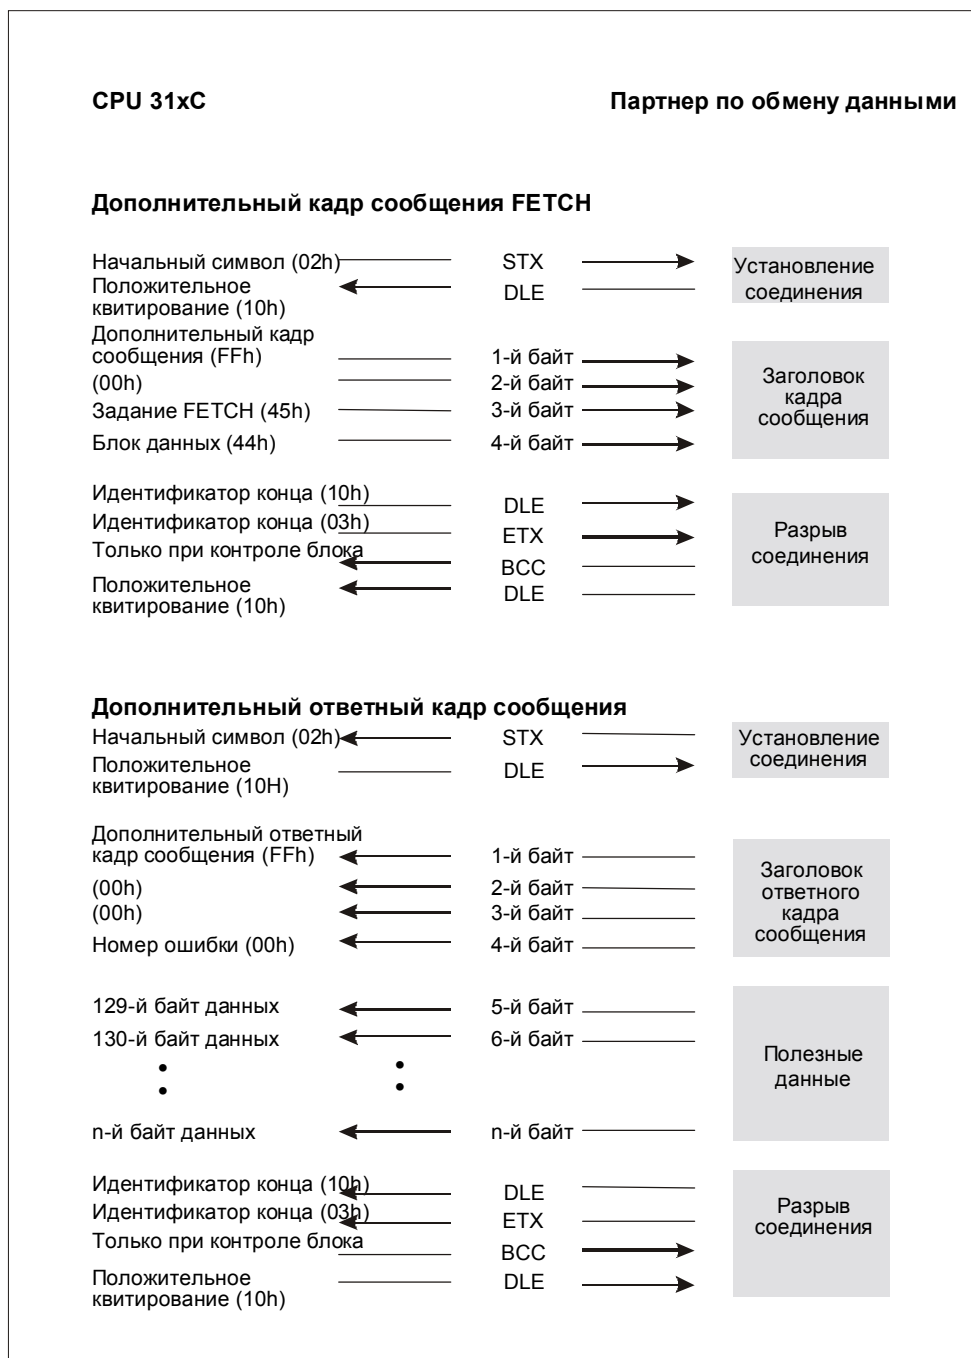 CPU 31xC Партнер по обмену данными
Дополнительный кадр сообщения FETCH
Начальный символ (02h) STX Установление
Положительное
квитирование (10h) DLE соединения
Дополнительный кадр
сообщения (FFh) 1-й байт
(00h) 2-й байт Заголовок
Задание FETCH (45h) 3-й байт кадра
Блок данных (44h) 4-й байт сообщения
Идентификатор конца (10h) DLE
Идентификатор конца (03h) ETX Разрыв
Только при контроле блока BCC соединения
Положительное
квитирование (10h) DLE
Дополнительный ответный кадр сообщения
Начальный символ (02h) STX Установление
Положительное
квитирование (10H) DLE соединения
Дополнительный ответный
кадр сообщения (FFh) 1-й байт Заголовок
(00h) 2-й байт ответного
(00h) 3-й байт кадра
Номер ошибки (00h) 4-й байт сообщения
129-й байт данных 5-й байт
130-й байт данных 6-й байт Полезные
данные
n-й байт данных n-й байт
Идентификатор конца (10h) DLE
Идентификатор конца (03h) ETX Разрыв
Только при контроле блока BCC соединения
Положительное
квитирование (10h) DLE